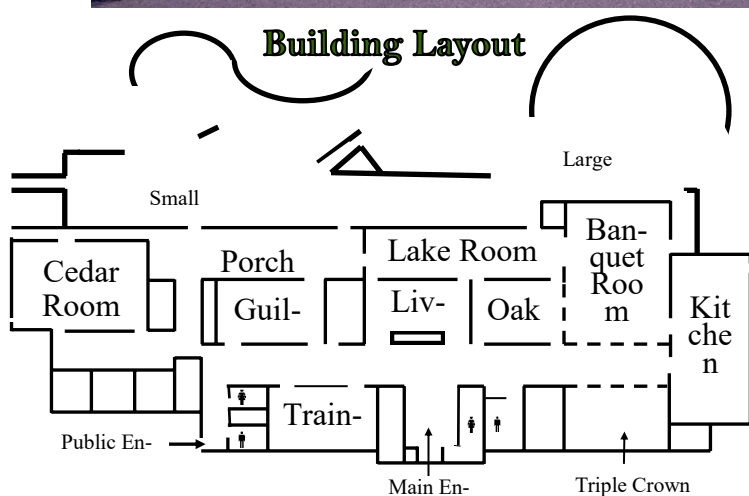 Building Layout
Large
Small
Ban-
quet
Roo
m
Lake Room
Porch
Cedar
Room
Guil-
Liv-
Oak
Kit
che
n
Train-
Public En-
Main En-
Triple Crown